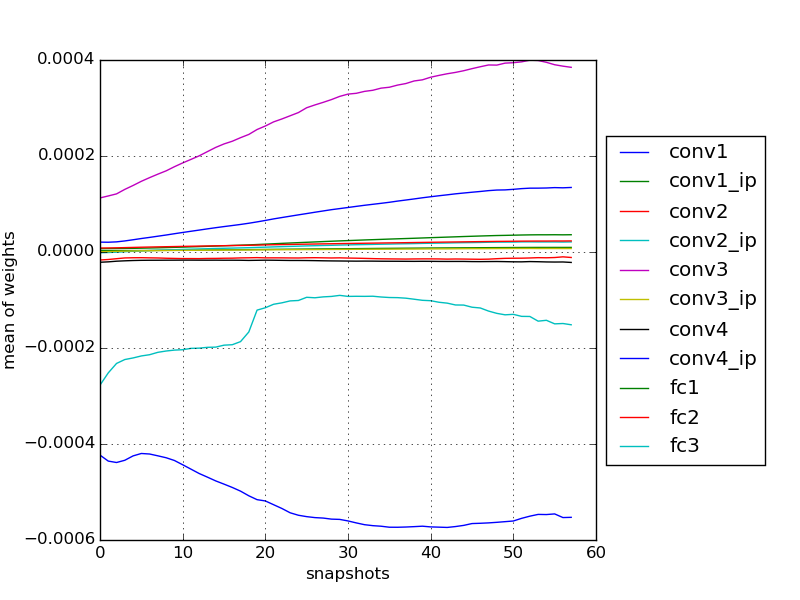 0.0004
0.0002
0.0000
−0.0002
−0.0004
−0.0006
mean of weights
0 10 20 30 40 50 60
snapshots
conv1
conv1_ip
conv2
conv2_ip
conv3
conv3_ip
conv4
conv4_ip
fc1
fc2
fc3